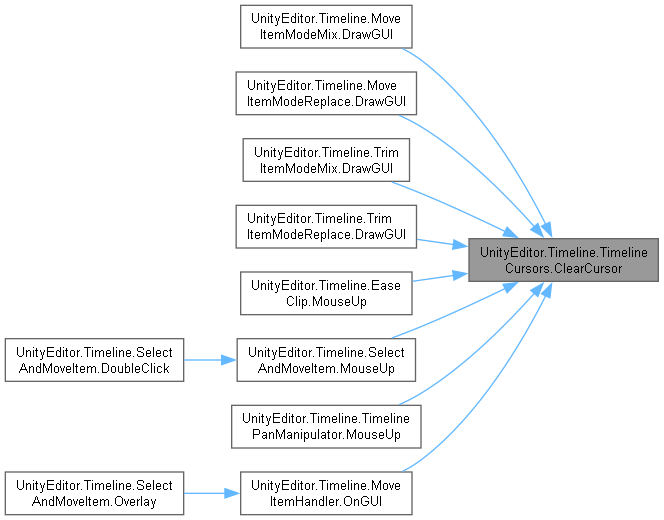 UnityEditor.Timeline.Move
ItemModeMix.DrawGUI
UnityEditor.Timeline.Move
ItemModeReplace.DrawGUI
UnityEditor.Timeline.Trim
ItemModeMix.DrawGUI
UnityEditor.Timeline.Trim
ItemModeReplace.DrawGUI
UnityEditor.Timeline.Timeline
Cursors.ClearCursor
UnityEditor.Timeline.Ease
Clip.MouseUp
UnityEditor.Timeline.Select
AndMoveItem.DoubleClick
UnityEditor.Timeline.Select
AndMoveItem.MouseUp
UnityEditor.Timeline.Timeline
PanManipulator.MouseUp
UnityEditor.Timeline.Select
AndMoveItem.Overlay
UnityEditor.Timeline.Move
ItemHandler.OnGUI